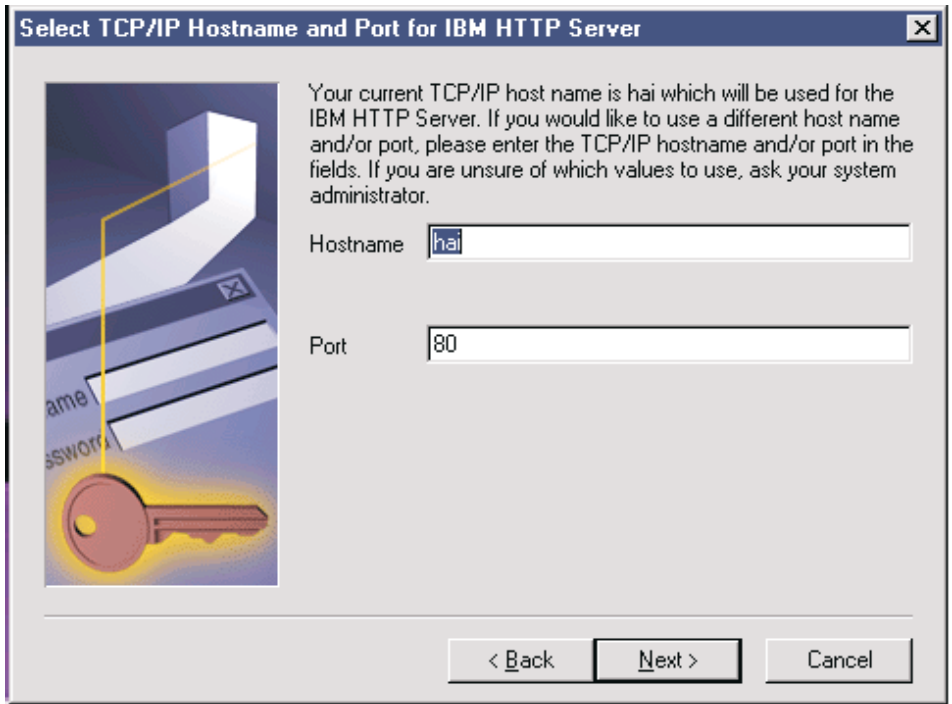 Select TCP/IP Hostname and Port for IBM HTTP Server
Your current TCP/IP host name is hai which will be used for the
IBM HTTP Server. If you would like to use a different host name
and/or port, please enter the TCP/IP hostname and/or port in the
fields. If you are unsure of which values to use, ask your system
administrator.
Hostname hai
Port 80
ame
ssword
< Back Next > Cancel